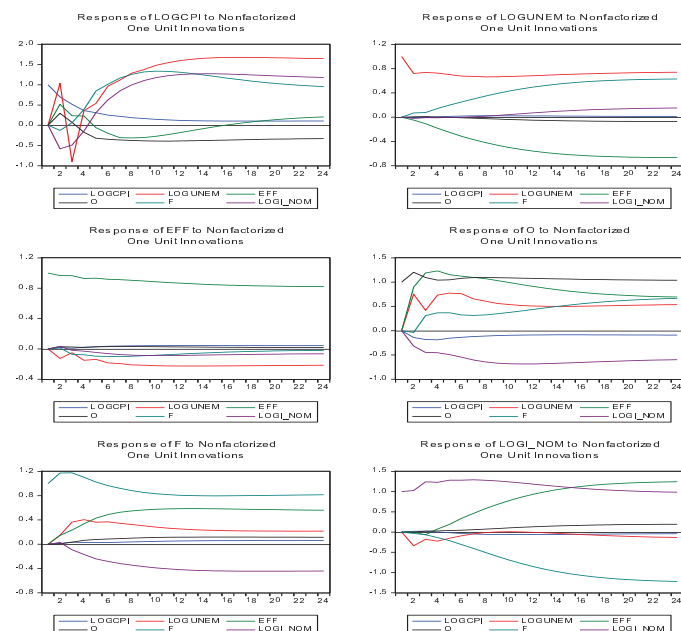 Response of LOGCPI to Nonfactorized
One Unit Innovations
2.0
1.5
1.0
0.5
0.0
-0.5
-1.0
2 4 6 8 10 12 14 16 18 20 22 24
LOGCPI LOGUNEM EFF
O F LOGI_NOM
Response of LOGUNEM to Nonfactorized
One Unit Innovations
1.2
0.8
0.4
0.0
-0.4
-0.8
2 4 6 8 10 12 14 16 18 20 22 24
LOGCPI LOGUNEM EFF
O F LOGI_NOM
Response of EFF to Nonfactorized
One Unit Innovations
1.2
0.8
0.4
0.0
-0.4
2 4 6 8 10 12 14 16 18 20 22 24
LOGCPI LOGUNEM EFF
O F LOGI_NOM
Response of O to Nonfactorized
One Unit Innovations
1.5
1.0
0.5
0.0
-0.5
-1.0
2 4 6 8 10 12 14 16 18 20 22 24
LOGCPI LOGUNEM EFF
O F LOGI_NOM
Response of F to Nonfactorized
One Unit Innovations
1.2
0.8
0.4
0.0
-0.4
-0.8
2 4 6 8 10 12 14 16 18 20 22 24
LOGCPI LOGUNEM EFF
O F LOGI_NOM
Response of LOGI_NOM to Nonfactorized
One Unit Innovations
1.5
1.0
0.5
0.0
-0.5
-1.0
-1.5
2 4 6 8 10 12 14 16 18 20 22 24
LOGCPI LOGUNEM EFF
O F LOGI_NOM